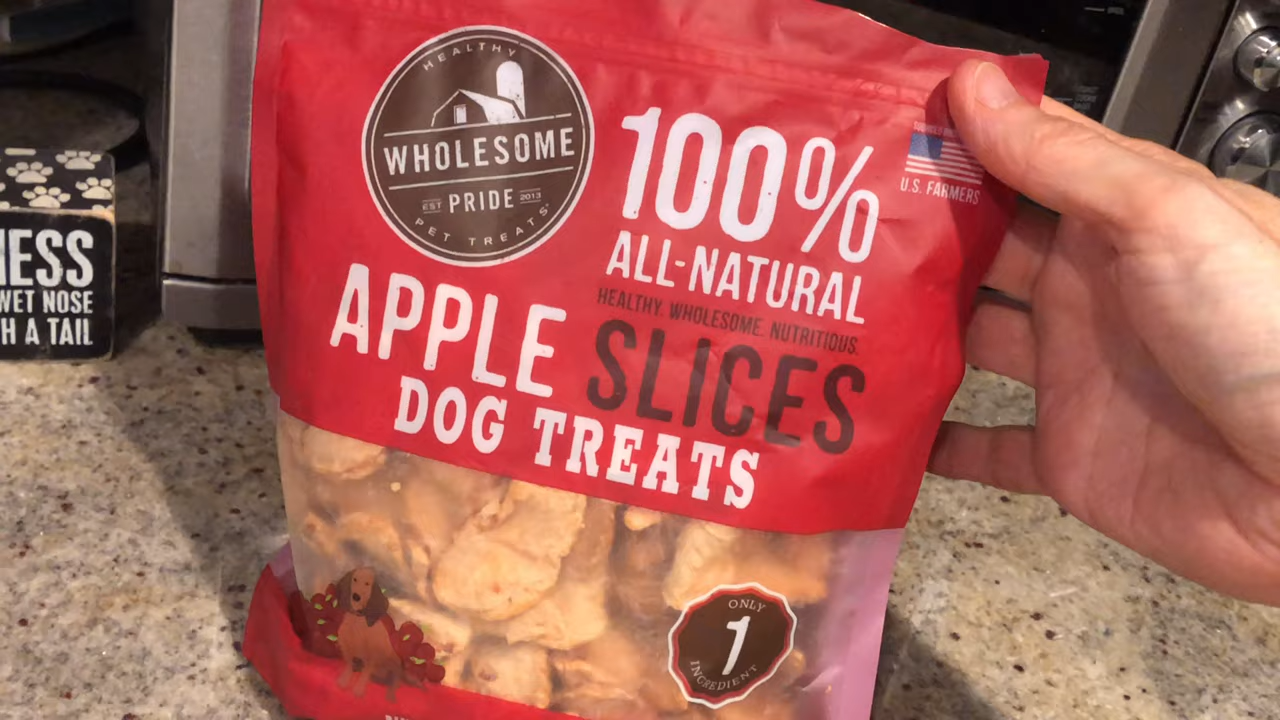 HEALTHY
WHOLESOME
EST PRIDE 2013
PET TREATS
100%
ALL-NATURAL
HEALTHY. WHOLESOME. NUTRITIOUS.
U.S. FARMERS
APPLE SLICES
DOG TREATS
ONLY
1
INGREDIENT
NESS
WET NOSE
H A TAIL